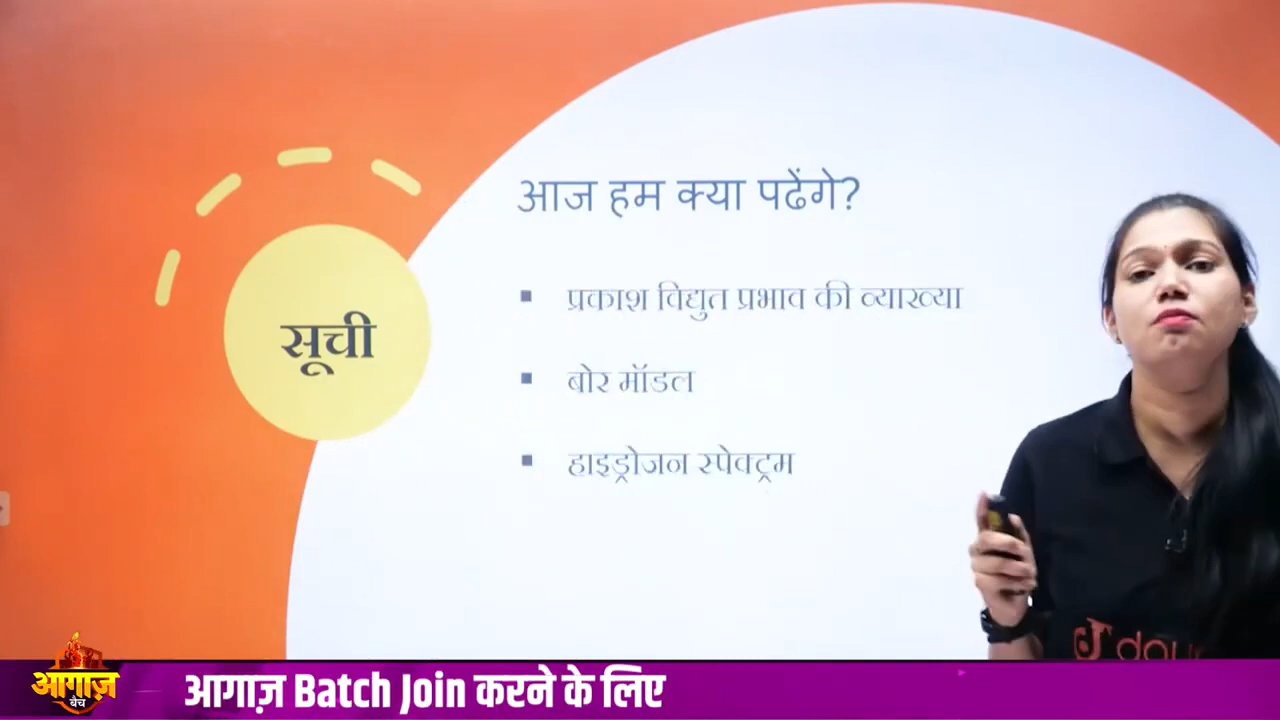 आज हम क्या पढेंगे?
सूची
▪ प्रकाश विद्युत प्रभाव की व्याख्या
▪ बोर मॉडल
▪ हाइड्रोजन स्पेक्ट्रम
आगाज़
बैच
आगाज़ Batch Join करने के लिए